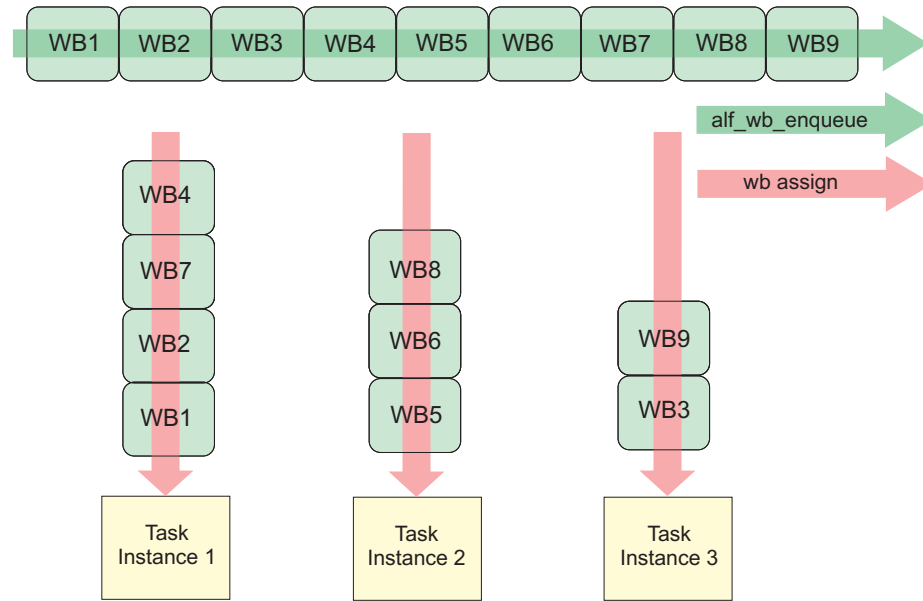 WB1 WB2 WB3 WB4 WB5 WB6 WB7 WB8 WB9
alf_wb_enqueue
wb assign
WB4
WB7
WB2
WB1
Task
Instance 1
WB8
WB6
WB5
Task
Instance 2
WB9
WB3
Task
Instance 3